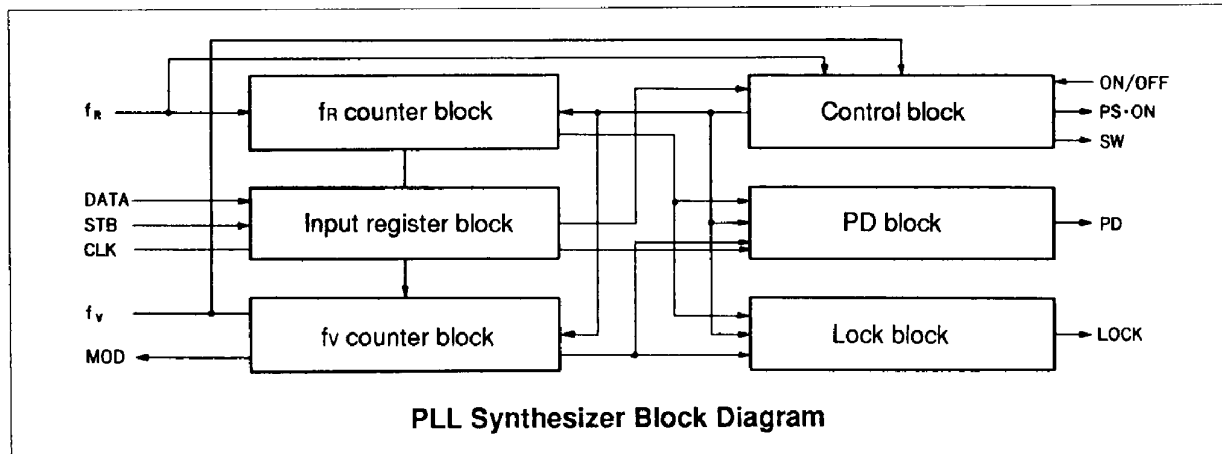 fR
DATA
STB
CLK
fV
MOD
fR counter block
Input register block
fV counter block
Control block
PD block
Lock block
ON/OFF
PS·ON
SW
PD
LOCK
PLL Synthesizer Block Diagram